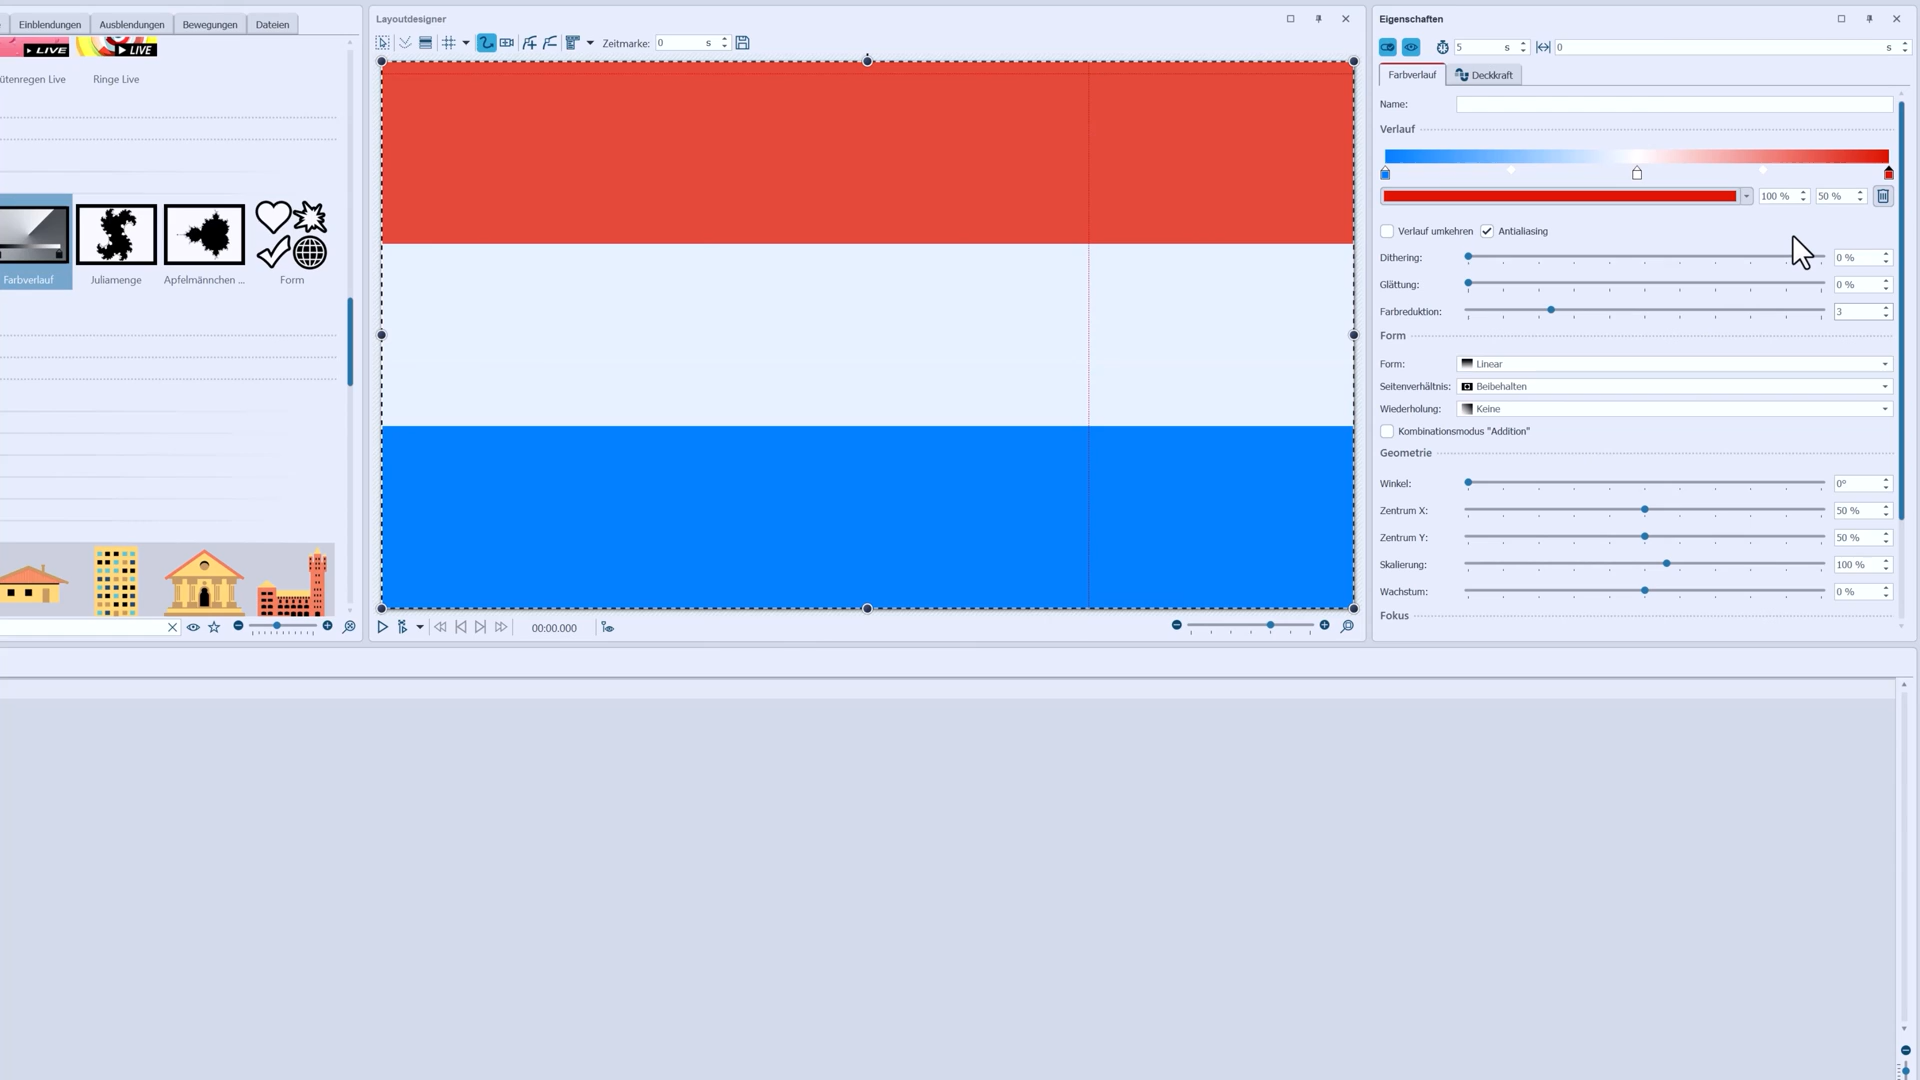 Einblendungen
Ausblendungen
Bewegungen
Dateien
LIVE
LIVE
ütenregen Live
Ringe Live
Farbverlauf
Juliamenge
Apfelmännchen ...
Form
Layoutdesigner
Zeitmarke: 0 s
00:00.000
Eigenschaften
5 s
0 s
Farbverlauf
Deckkraft
Name:
Verlauf
100 %
50 %
Verlauf umkehren
Antialiasing
Dithering: 0 %
Glättung: 0 %
Farbreduktion: 3
Form
Form: Linear
Seitenverhältnis: Beibehalten
Wiederholung: Keine
Kombinationsmodus "Addition"
Geometrie
Winkel: 0°
Zentrum X: 50 %
Zentrum Y: 50 %
Skalierung: 100 %
Wachstum: 0 %
Fokus